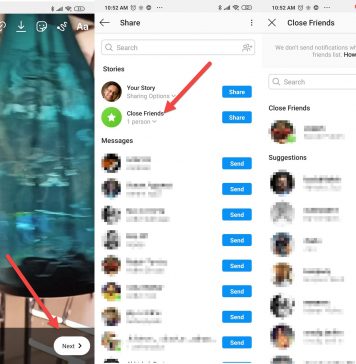 Aa
Next
10:52 AM
Share
Search
Stories
Your Story
Sharing Options
Share
Close Friends
1 person
Share
Messages
Send
Send
Send
Send
Send
Send
Send
Send
10:52 AM
Close Friends
We don't send notifications when
friends list. How
Search
Close Friends
Suggestions